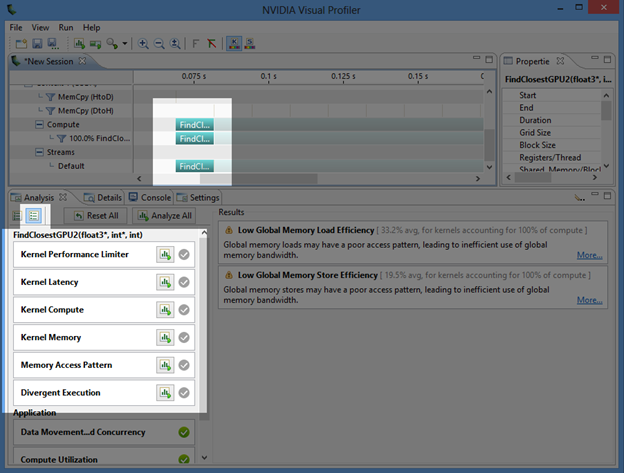 NVIDIA Visual Profiler
File View Run Help
*New Session
Propertie
0.075 s 0.1 s 0.125 s 0.15 s 0.
FindClosestGPU2(float3*, i...
MemCpy (HtoD)
MemCpy (DtoH)
Compute
FindCl...
100.0% FindClo...
FindCl...
Streams
Default
FindCl...
Start
End
Duration
Grid Size
Block Size
Registers/Thread
Shared Memory/Block
Analysis Details Console Settings
Reset All Analyze All
Results
FindClosestGPU2(float3*, int*, int)
Kernel Performance Limiter
Kernel Latency
Kernel Compute
Kernel Memory
Memory Access Pattern
Divergent Execution
Application
Data Movement...d Concurrency
Compute Utilization
Low Global Memory Load Efficiency [ 33.2% avg, for kernels accounting for 100% of compute ]
Global memory loads may have a poor access pattern, leading to inefficient use of global
memory bandwidth. More...
Low Global Memory Store Efficiency [ 19.5% avg, for kernels accounting for 100% of compute ]
Global memory stores may have a poor access pattern, leading to inefficient use of global
memory bandwidth. More...